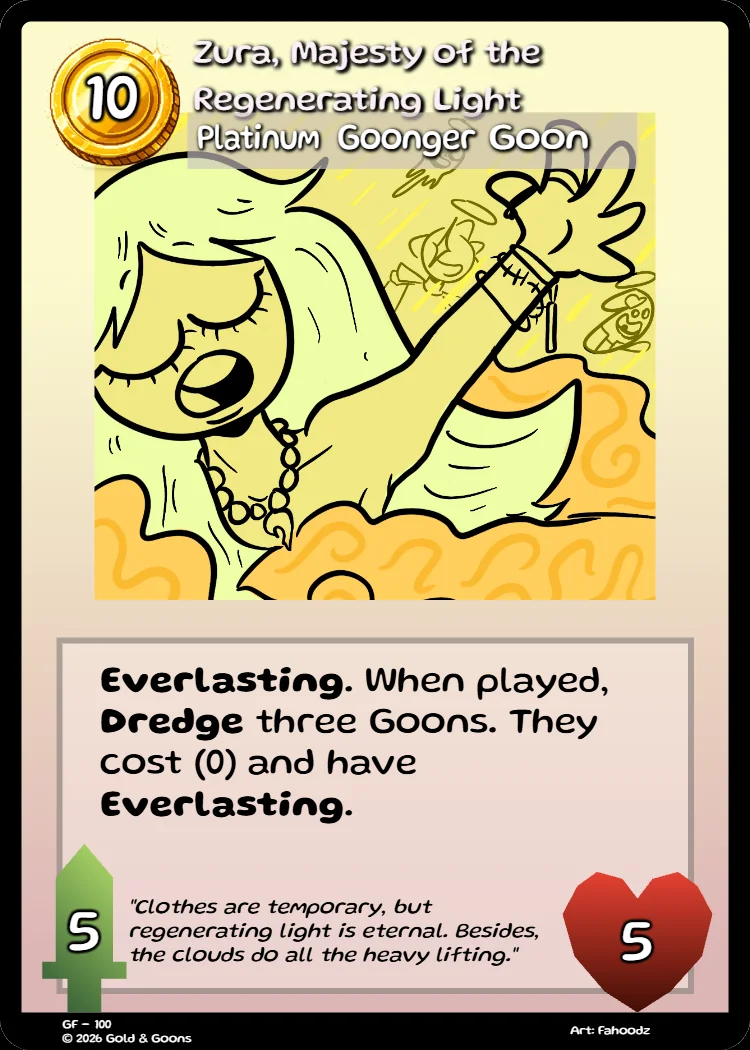 10
Zura, Majesty of the
Regenerating Light
Platinum Goonger Goon
Everlasting. When played,
Dredge three Goons. They
cost (0) and have
Everlasting.
"Clothes are temporary, but
regenerating light is eternal. Besides,
the clouds do all the heavy lifting."
5
5
GF - 100
© 2026 Gold & Goons
Art: Fahoodz